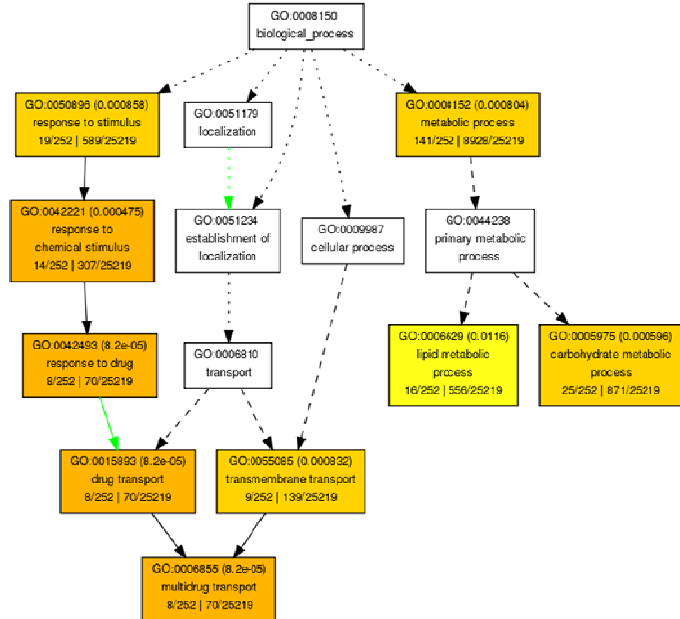 GO:0008150
biological_process
GO:0050896 (0.000858)
response to stimulus
19/252 | 589/25219
GO:0051179
localization
GO:0008152 (0.000804)
metabolic process
141/252 | 8928/25219
GO:0042221 (0.000475)
response to
chemical stimulus
14/252 | 307/25219
GO:0051234
establishment of
localization
GO:0009987
cellular process
GO:0044238
primary metabolic
process
GO:0042493 (8.2e-05)
response to drug
8/252 | 70/25219
GO:0006810
transport
GO:0006629 (0.0116)
lipid metabolic
process
16/252 | 556/25219
GO:0005975 (0.000596)
carbohydrate metabolic
process
25/252 | 871/25219
GO:0015893 (8.2e-05)
drug transport
8/252 | 70/25219
GO:0055085 (0.000832)
transmembrane transport
9/252 | 139/25219
GO:0006855 (8.2e-05)
multidrug transport
8/252 | 70/25219